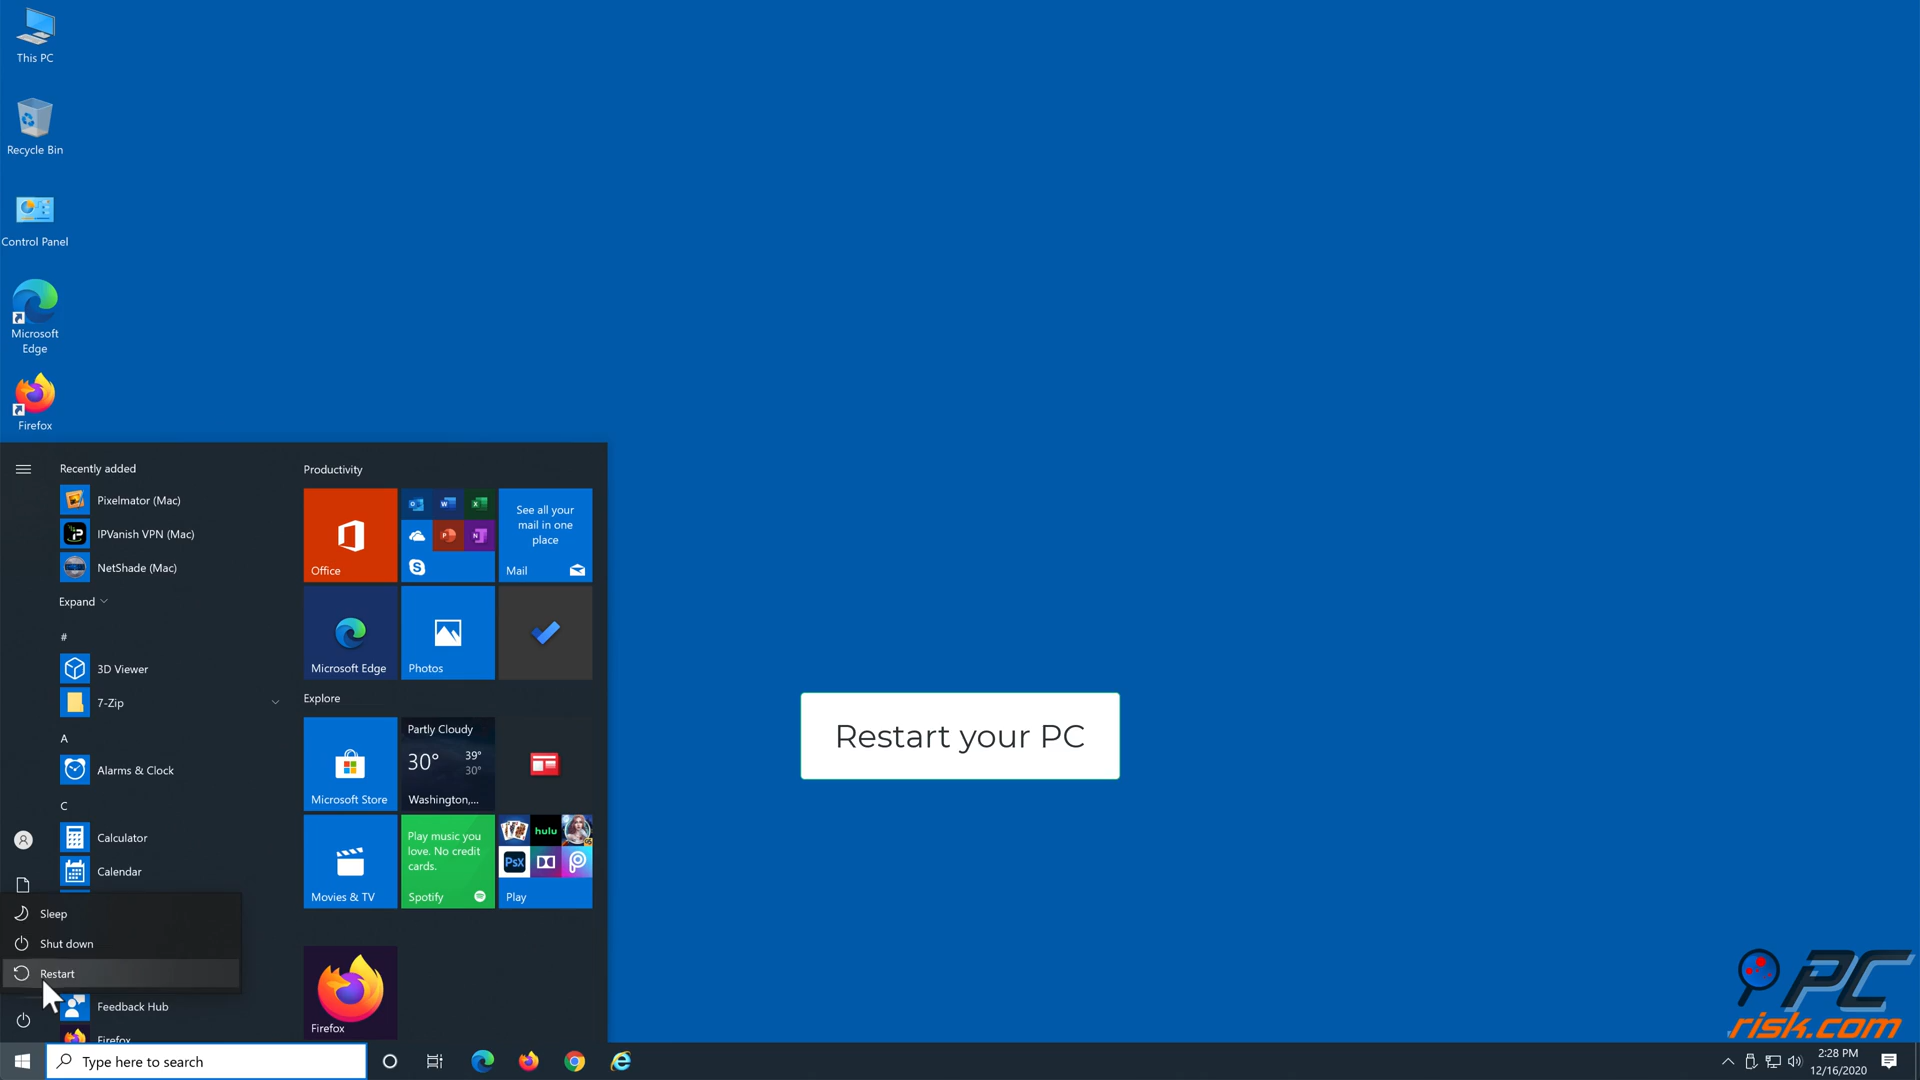 This PC
Recycle Bin
Control Panel
Microsoft
Edge
Firefox
Recently added
Pixelmator (Mac)
IPVanish VPN (Mac)
NetShade (Mac)
Expand
#
3D Viewer
7-Zip
A
Alarms & Clock
C
Calculator
Calendar
Sleep
Shut down
Restart
Feedback Hub
Firefox
Productivity
Office
See all your
mail in one
place
Mail
Microsoft Edge
Photos
Explore
Microsoft Store
Partly Cloudy
30° 39°
30°
Washington,...
Movies & TV
Play music you
love. No credit
cards.
Spotify
hulu
PsX
Play
Firefox
Restart your PC
PC
risk.com
Type here to search
2:28 PM
12/16/2020